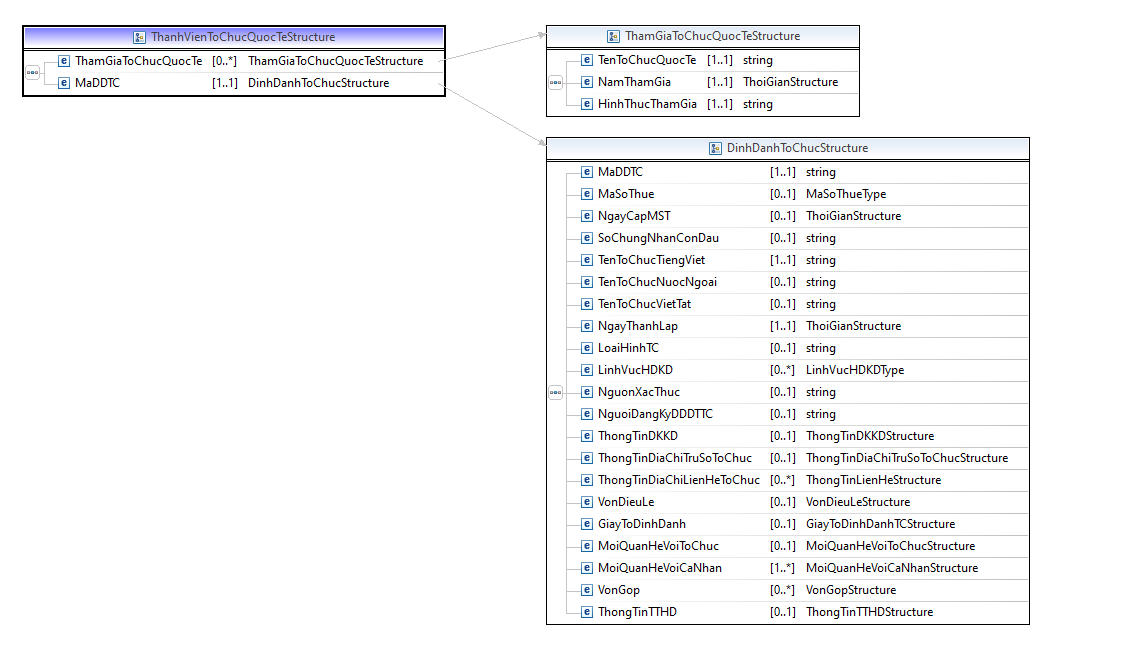 ThanhVienToChucQuocTeStructure
e ThamGiaToChucQuocTe [0..*] ThamGiaToChucQuocTeStructure
e MaDDTC [1..1] DinhDanhToChucStructure
ThamGiaToChucQuocTeStructure
e TenToChucQuocTe [1..1] string
e NamThamGia [1..1] ThoiGianStructure
e HinhThucThamGia [1..1] string
DinhDanhToChucStructure
e MaDDTC [1..1] string
e MaSoThue [0..1] MaSoThueType
e NgayCapMST [0..1] ThoiGianStructure
e SoChungNhanConDau [0..1] string
e TenToChucTiengViet [1..1] string
e TenToChucNuocNgoai [0..1] string
e TenToChucVietTat [0..1] string
e NgayThanhLap [1..1] ThoiGianStructure
e LoaiHinhTC [0..1] string
e LinhVucHDKD [0..*] LinhVucHDKDType
e NguonXacThuc [0..1] string
e NguoiDangKyDDDTTC [0..1] string
e ThongTinDKKD [0..1] ThongTinDKKDStructure
e ThongTinDiaChiTruSoToChuc [0..1] ThongTinDiaChiTruSoToChucStructure
e ThongTinDiaChiLienHeToChuc [0..*] ThongTinLienHeStructure
e VonDieuLe [0..1] VonDieuLeStructure
e GiayToDinhDanh [0..1] GiayToDinhDanhTCStructure
e MoiQuanHeVoiToChuc [0..1] MoiQuanHeVoiToChucStructure
e MoiQuanHeVoiCaNhan [1..*] MoiQuanHeVoiCaNhanStructure
e VonGop [0..*] VonGopStructure
e ThongTinTTHD [0..1] ThongTinTTHDStructure